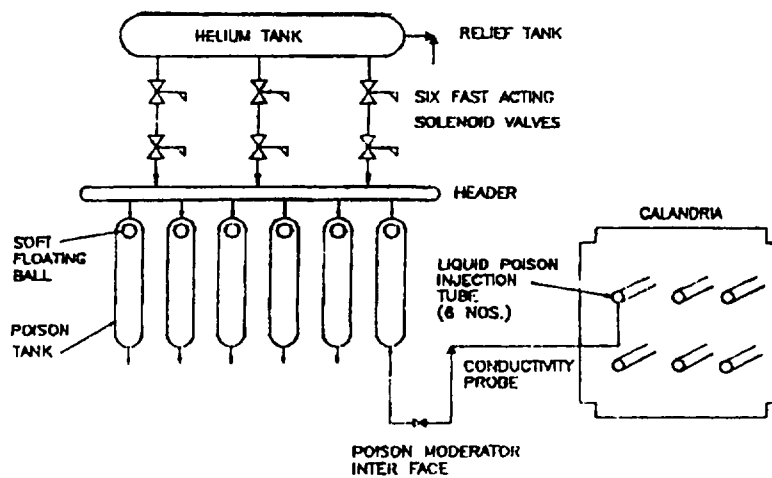 HELIUM TANK
RELIEF TANK
SIX FAST ACTING
SOLENOID VALVES
HEADER
CALANDRIA
SOFT
FLOATING
BALL
LIQUID POISON
INJECTION
TUBE
(6 NOS.)
POISON
TANK
CONDUCTIVITY
PROBE
POISON MODERATOR
INTER FACE